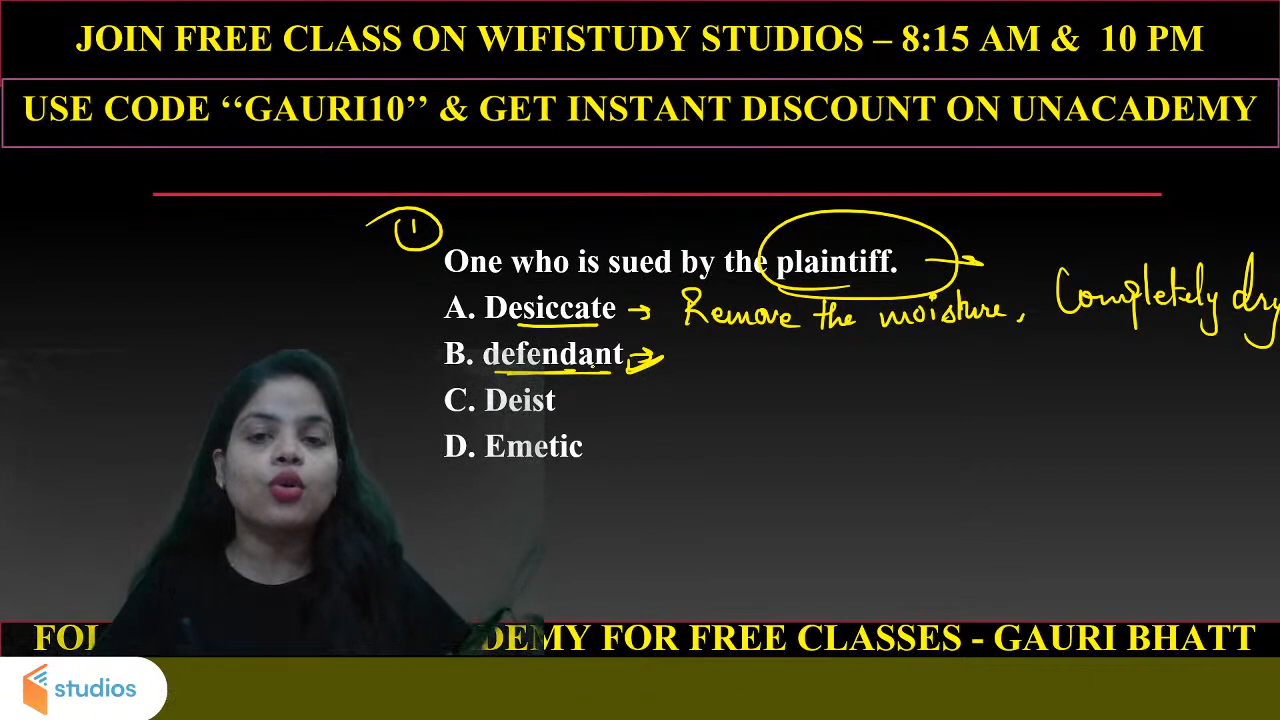 JOIN FREE CLASS ON WIFISTUDY STUDIOS – 8:15 AM & 10 PM
USE CODE ‘‘GAURI10’’ & GET INSTANT DISCOUNT ON UNACADEMY
1
One who is sued by the plaintiff.
A. Desiccate → Remove the moisture, Completely dry
B. defendant →
C. Deist
D. Emetic
FOR FREE CLASSES - GAURI BHATT
studios